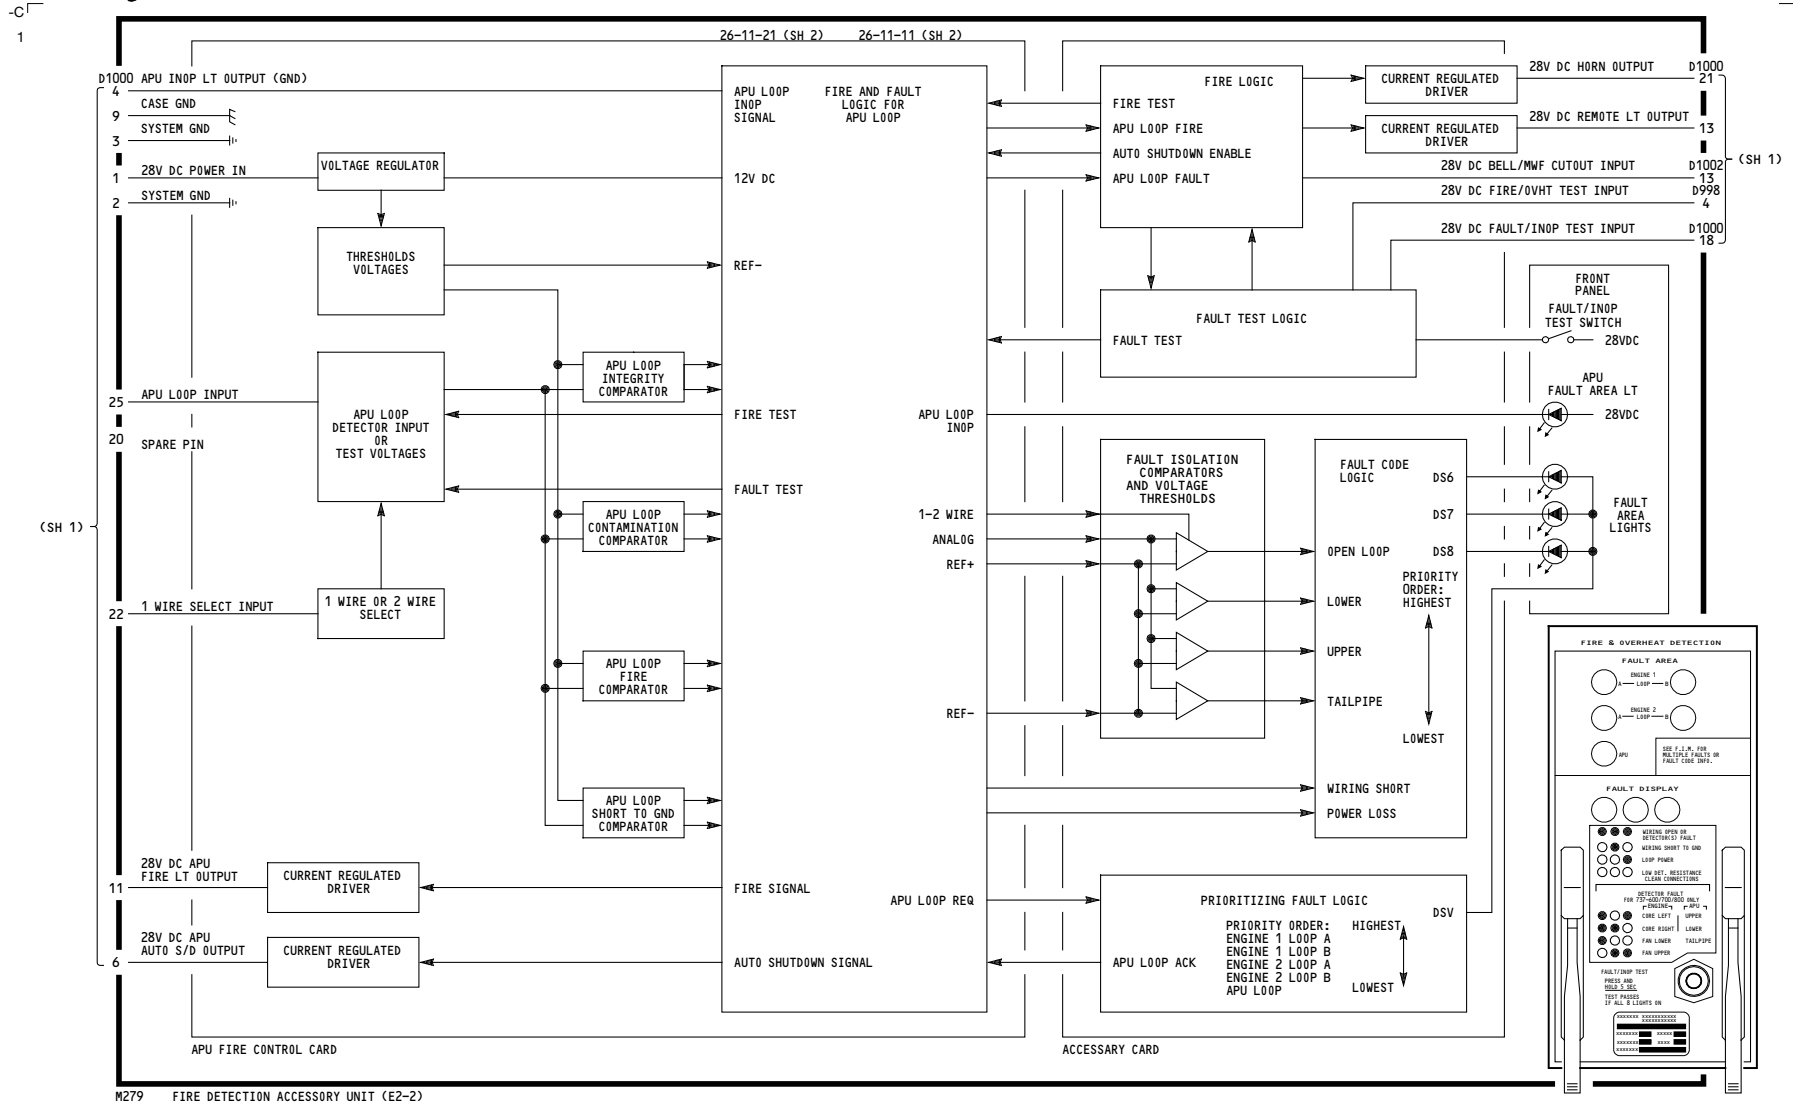 -C
1
26-11-21 (SH 2) 26-11-11 (SH 2)
D1000 APU INOP LT OUTPUT (GND)
4
CASE GND
9
SYSTEM GND
3
28V DC POWER IN
1
SYSTEM GND
2
VOLTAGE REGULATOR
THRESHOLDS
VOLTAGES
APU LOOP INPUT
25
20
SPARE PIN
APU LOOP
DETECTOR INPUT
OR
TEST VOLTAGES
(SH 1)
1 WIRE SELECT INPUT
22
1 WIRE OR 2 WIRE
SELECT
28V DC APU
FIRE LT OUTPUT
11
CURRENT REGULATED
DRIVER
28V DC APU
AUTO S/D OUTPUT
6
CURRENT REGULATED
DRIVER
APU LOOP
INTEGRITY
COMPARATOR
APU LOOP
CONTAMINATION
COMPARATOR
APU LOOP
FIRE
COMPARATOR
APU LOOP
SHORT TO GND
COMPARATOR
APU LOOP
INOP
SIGNAL
FIRE AND FAULT
LOGIC FOR
APU LOOP
12V DC
REF-
FIRE TEST
FAULT TEST
FIRE SIGNAL
AUTO SHUTDOWN SIGNAL
APU LOOP
INOP
1-2 WIRE
ANALOG
REF+
REF-
APU LOOP REQ
APU FIRE CONTROL CARD
FIRE LOGIC
FIRE TEST
APU LOOP FIRE
AUTO SHUTDOWN ENABLE
APU LOOP FAULT
CURRENT REGULATED
DRIVER
CURRENT REGULATED
DRIVER
28V DC HORN OUTPUT
D1000
21
28V DC REMOTE LT OUTPUT
13
28V DC BELL/MWF CUTOUT INPUT
D1002
13
28V DC FIRE/OVHT TEST INPUT
D998
4
28V DC FAULT/INOP TEST INPUT
D1000
18
(SH 1)
FAULT TEST LOGIC
FAULT TEST
FRONT
PANEL
FAULT/INOP
TEST SWITCH
28VDC
APU
FAULT AREA LT
28VDC
FAULT
AREA
LIGHTS
FAULT ISOLATION
COMPARATORS
AND VOLTAGE
THRESHOLDS
FAULT CODE
LOGIC
DS6
DS7
DS8
OPEN LOOP
PRIORITY
ORDER:
HIGHEST
LOWER
UPPER
TAILPIPE
LOWEST
WIRING SHORT
POWER LOSS
PRIORITIZING FAULT LOGIC
DSV
PRIORITY ORDER:
ENGINE 1 LOOP A
ENGINE 1 LOOP B
ENGINE 2 LOOP A
ENGINE 2 LOOP B
APU LOOP
HIGHEST
LOWEST
APU LOOP ACK
ACCESSARY CARD
FIRE & OVERHEAT DETECTION
FAULT AREA
ENGINE 1
A LOOP B
ENGINE 2
A LOOP B
APU
SEE F.I.M. FOR
MULTIPLE FAULTS OR
FAULT CODE INFO.
FAULT DISPLAY
WIRING OPEN OR
DETECTOR(S) FAULT
WIRING SHORT TO GND
LOOP POWER
LOW DET. RESISTANCE
CLEAN CONNECTIONS
DETECTOR FAULT
FOR 737-600/700/800 ONLY
ENGINE APU
CORE LEFT UPPER
CORE RIGHT LOWER
FAN LOWER TAILPIPE
FAN UPPER
FAULT/INOP TEST
PRESS AND
HOLD 5 SEC
TEST PASSES
IF ALL 8 LIGHTS ON
XXXXXXX XXXXXXXXXXX
XXXXXXXXXXX
XXXXXXX XXXXX
XXXXXXX XXXX
XXXXXXX
M279 FIRE DETECTION ACCESSORY UNIT (E2-2)